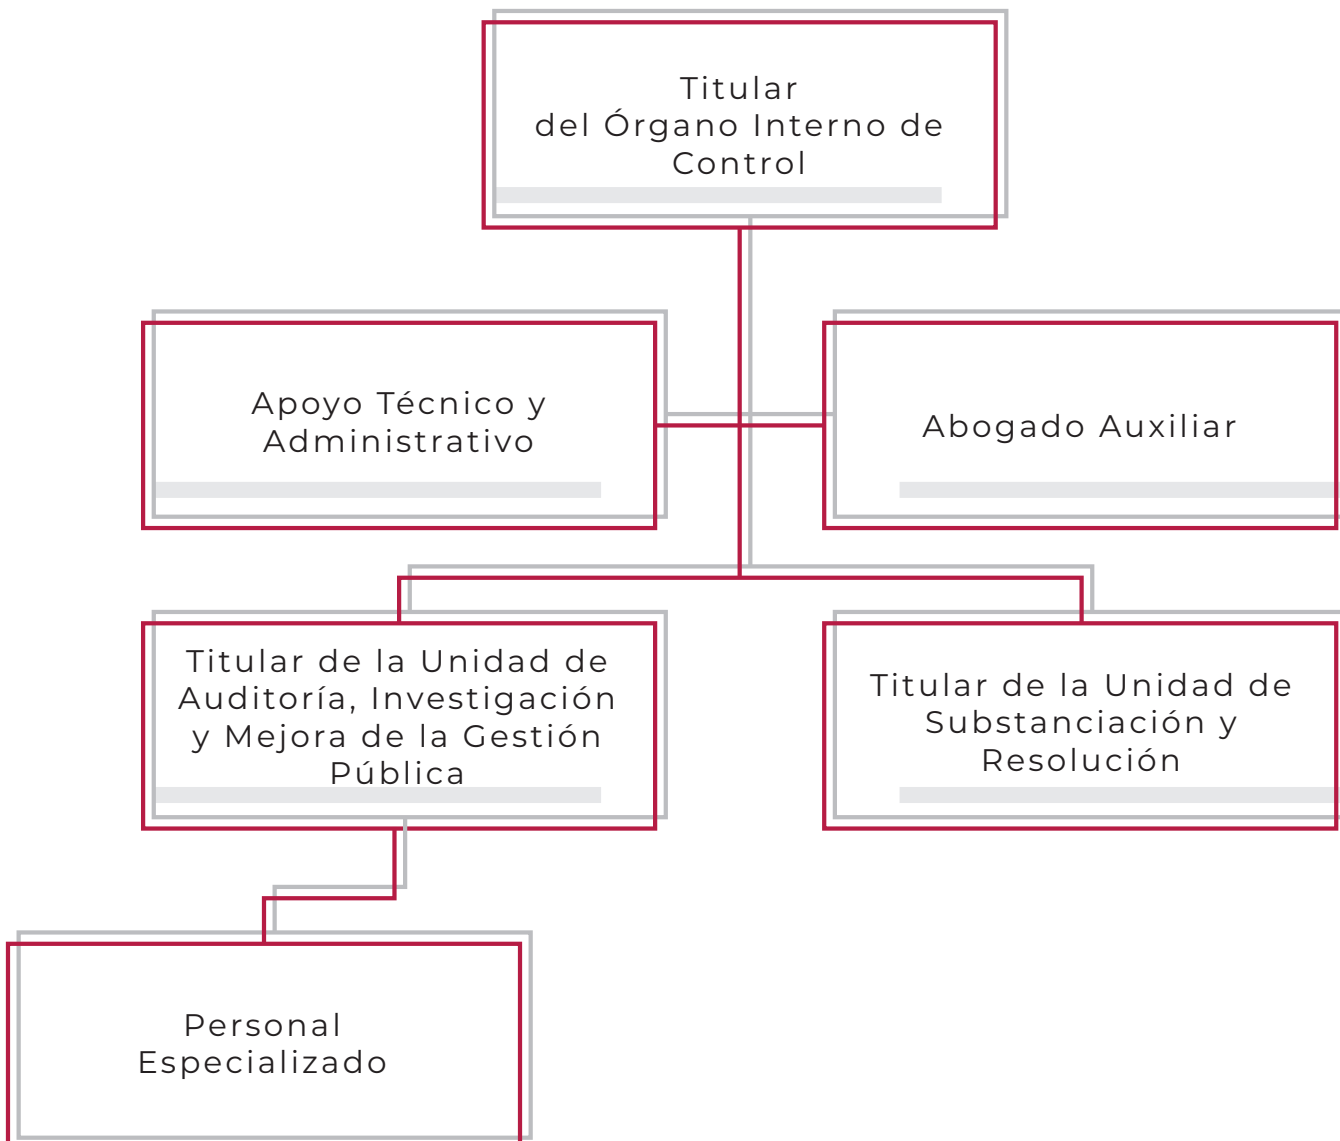 Titular
del Órgano Interno de
Control
Apoyo Técnico y
Administrativo
Abogado Auxiliar
Titular de la Unidad de
Auditoría, Investigación
y Mejora de la Gestión
Pública
Titular de la Unidad de
Substanciación y
Resolución
Personal
Especializado